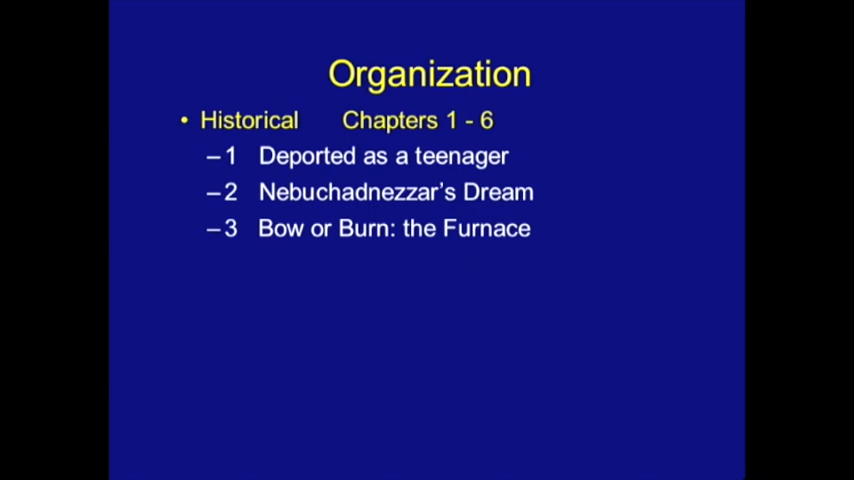 Organization
• Historical Chapters 1 - 6
– 1 Deported as a teenager
– 2 Nebuchadnezzar’s Dream
– 3 Bow or Burn: the Furnace